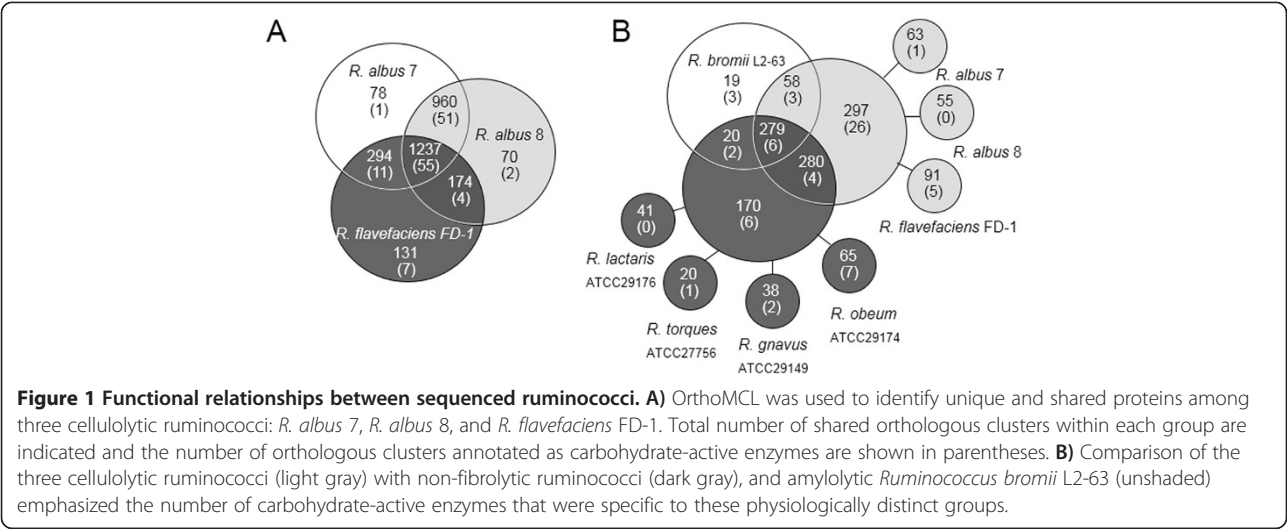 A
R. albus 7
78
(1)
960
(51)
R. albus 8
70
(2)
294
(11)
1237
(55)
174
(4)
R. flavefaciens FD-1
131
(7)
B
R. bromii L2-63
19
(3)
58
(3)
297
(26)
20
(2)
279
(6)
280
(4)
170
(6)
63
(1)
R. albus 7
55
(0)
R. albus 8
91
(5)
R. flavefaciens FD-1
41
(0)
R. lactaris
ATCC29176
20
(1)
R. torques
ATCC27756
38
(2)
R. gnavus
ATCC29149
65
(7)
R. obeum
ATCC29174
Figure 1 Functional relationships between sequenced ruminococci. A) OrthoMCL was used to identify unique and shared proteins among
three cellulolytic ruminococci: R. albus 7, R. albus 8, and R. flavefaciens FD-1. Total number of shared orthologous clusters within each group are
indicated and the number of orthologous clusters annotated as carbohydrate-active enzymes are shown in parentheses. B) Comparison of the
three cellulolytic ruminococci (light gray) with non-fibrolytic ruminococci (dark gray), and amylolytic Ruminococcus bromii L2-63 (unshaded)
emphasized the number of carbohydrate-active enzymes that were specific to these physiologically distinct groups.